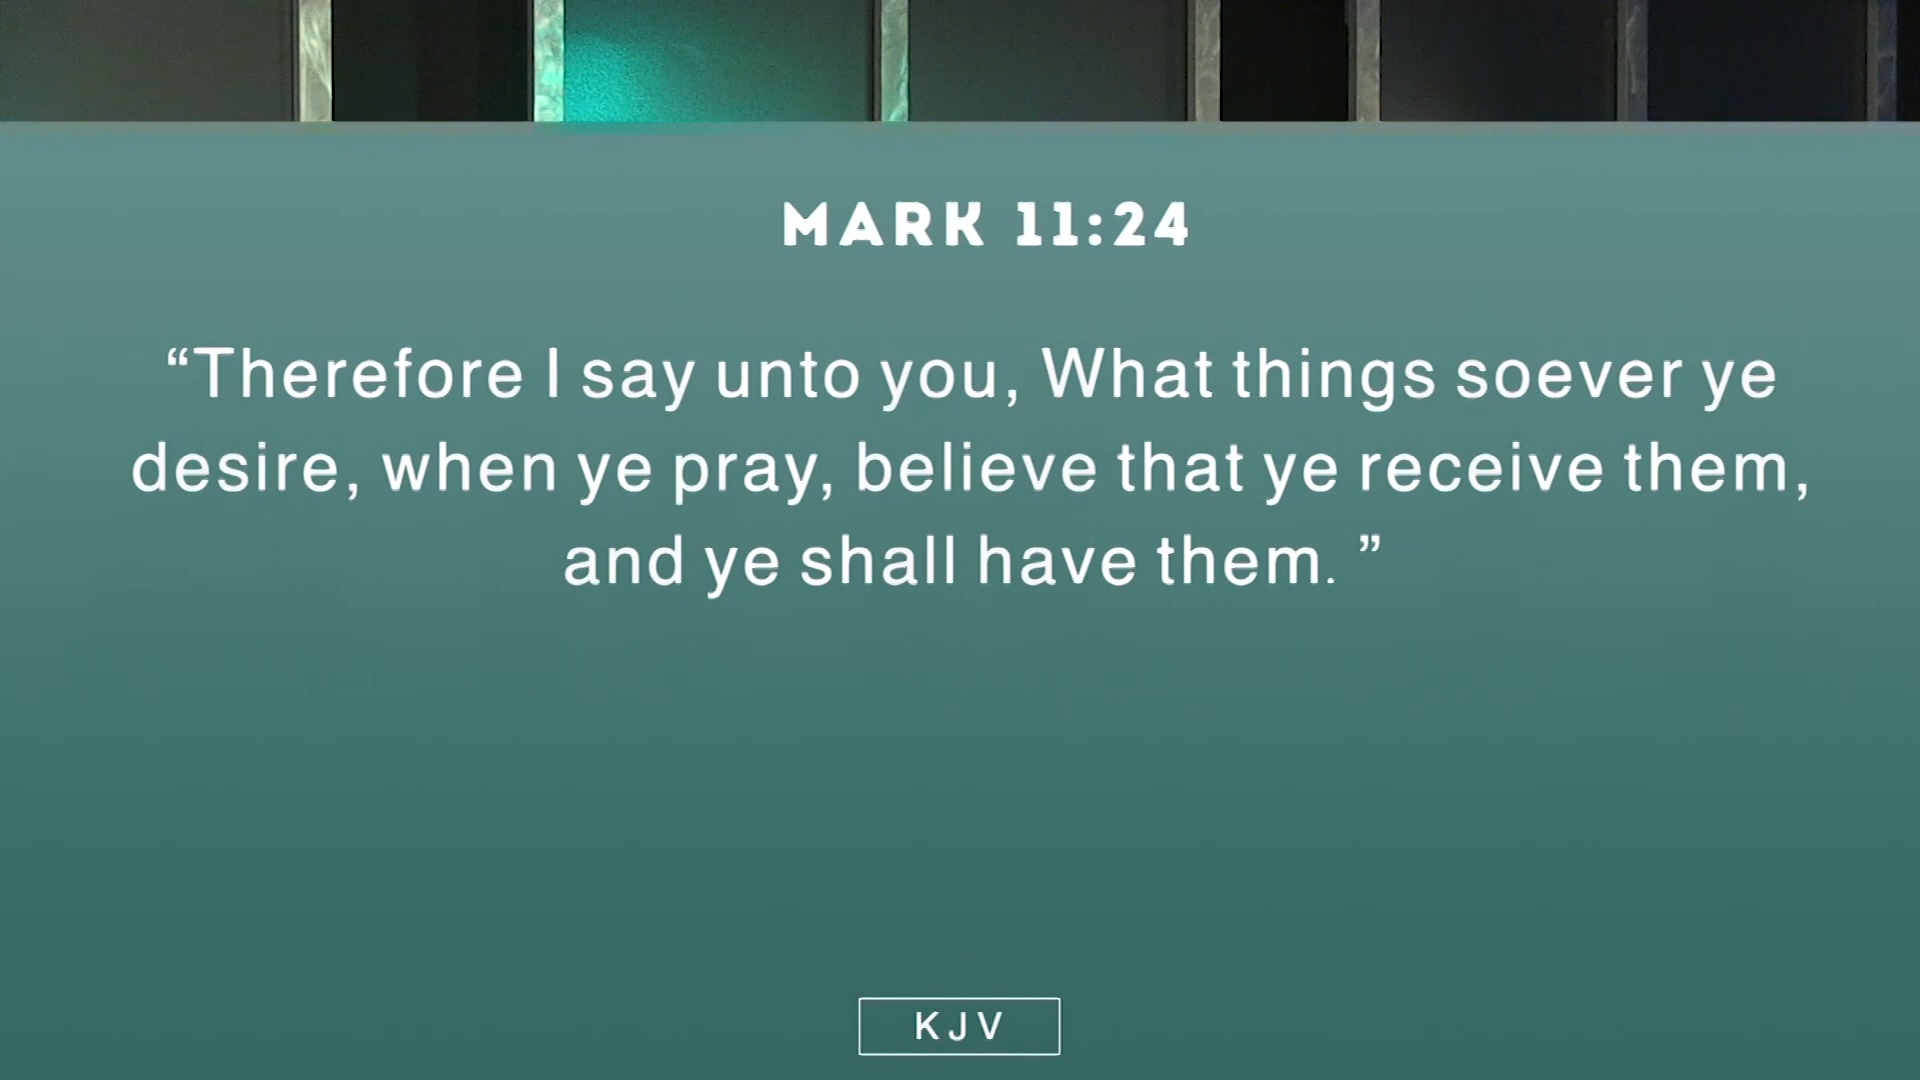 MARK 11:24
“Therefore I say unto you, What things soever ye
desire, when ye pray, believe that ye receive them,
and ye shall have them. ”
KJV